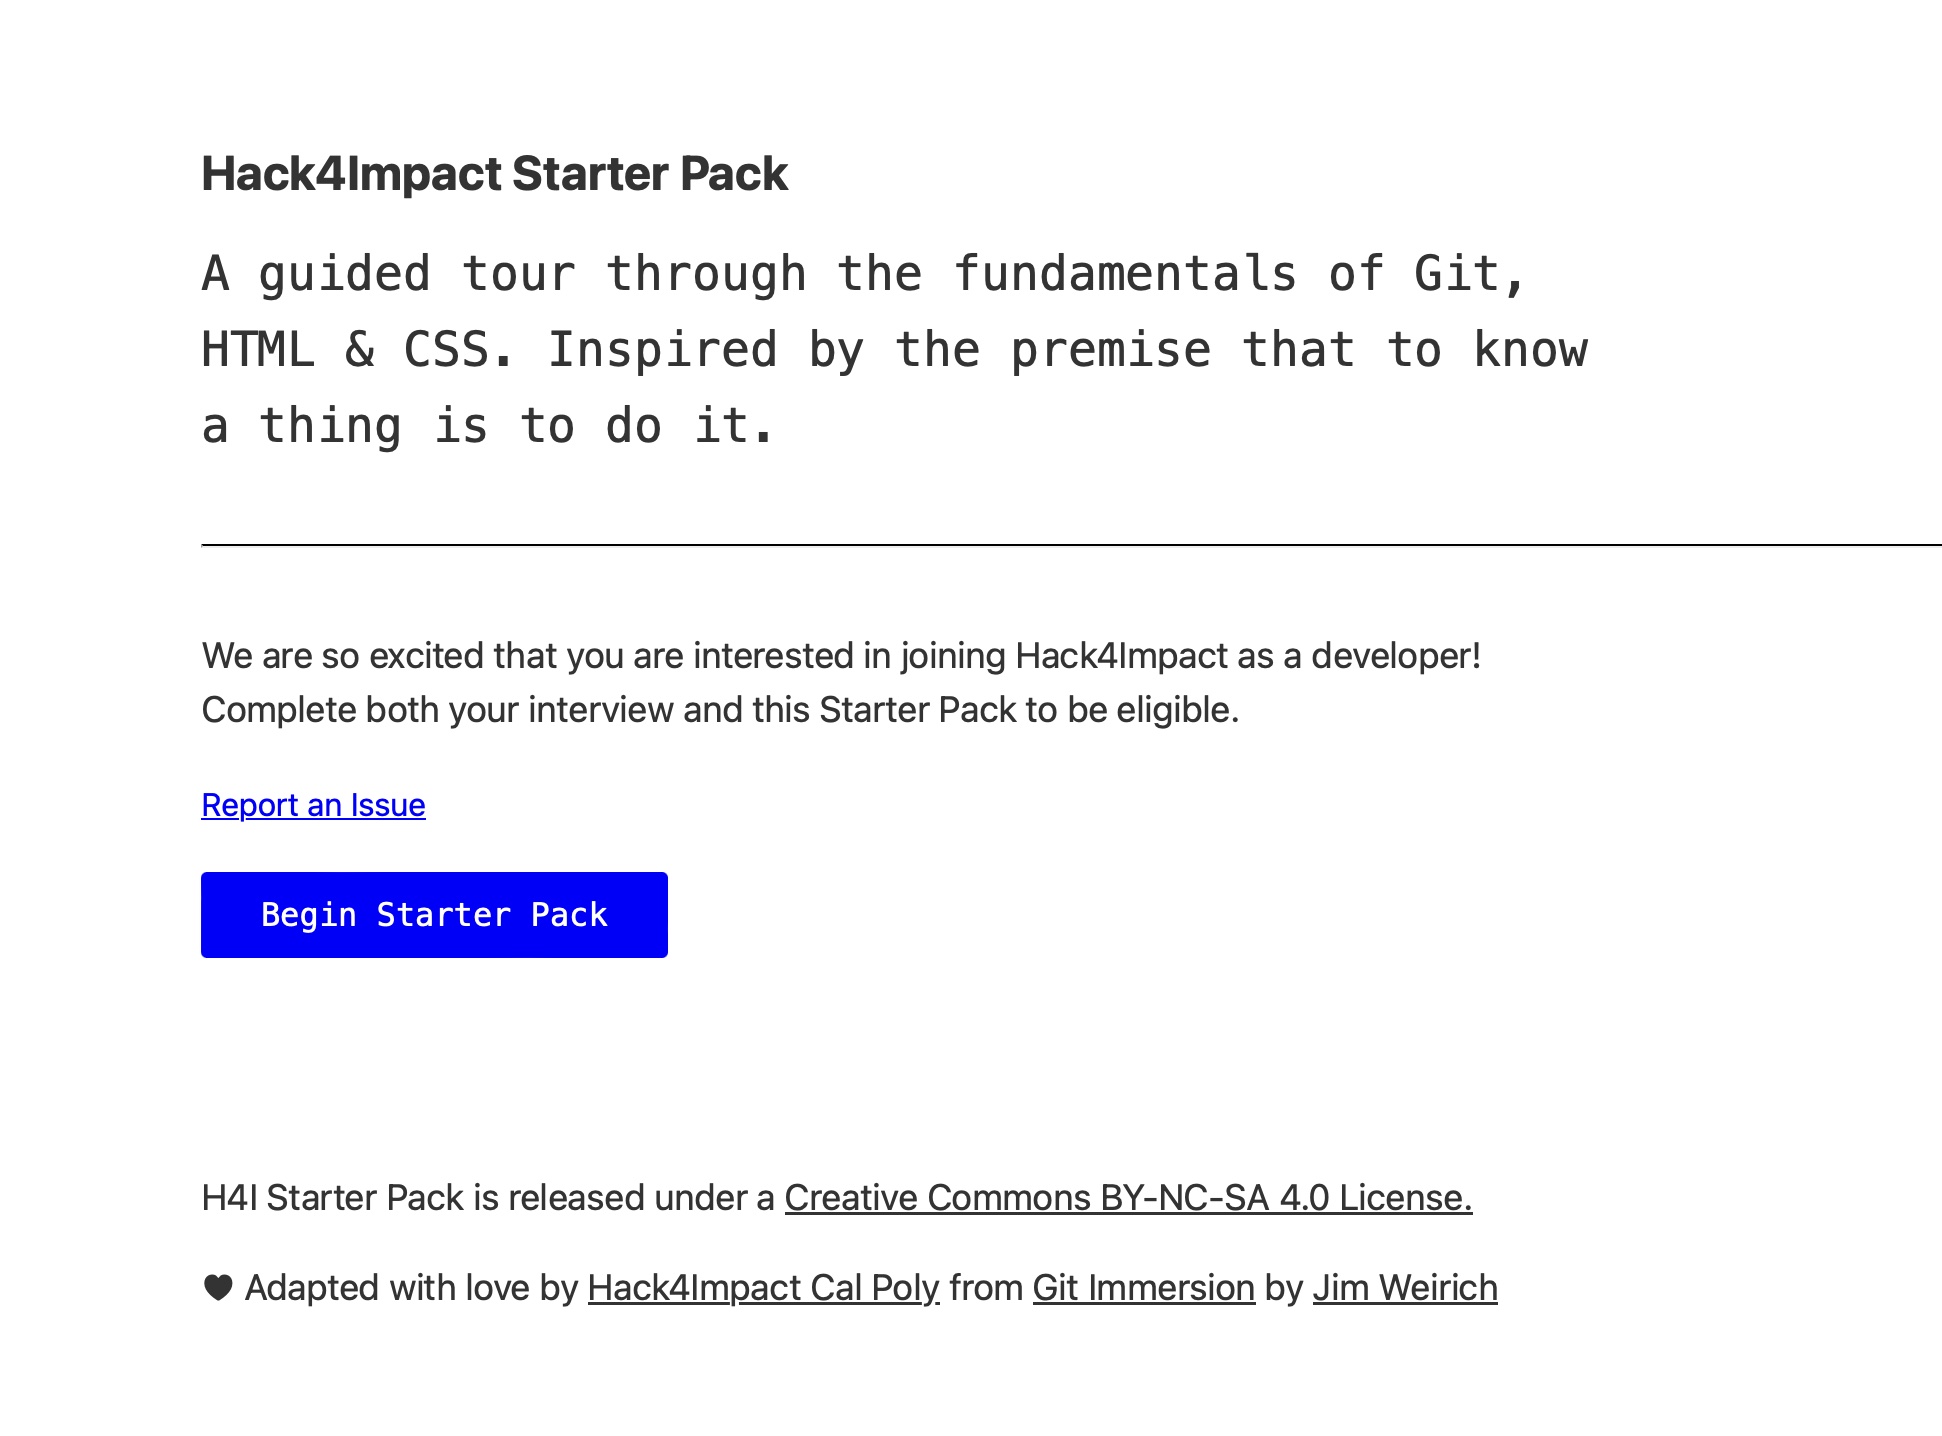 Hack4Impact Starter Pack
A guided tour through the fundamentals of Git,
HTML & CSS. Inspired by the premise that to know
a thing is to do it.
We are so excited that you are interested in joining Hack4Impact as a developer!
Complete both your interview and this Starter Pack to be eligible.
Report an Issue
Begin Starter Pack
H4I Starter Pack is released under a Creative Commons BY-NC-SA 4.0 License.
♥ Adapted with love by Hack4Impact Cal Poly from Git Immersion by Jim Weirich